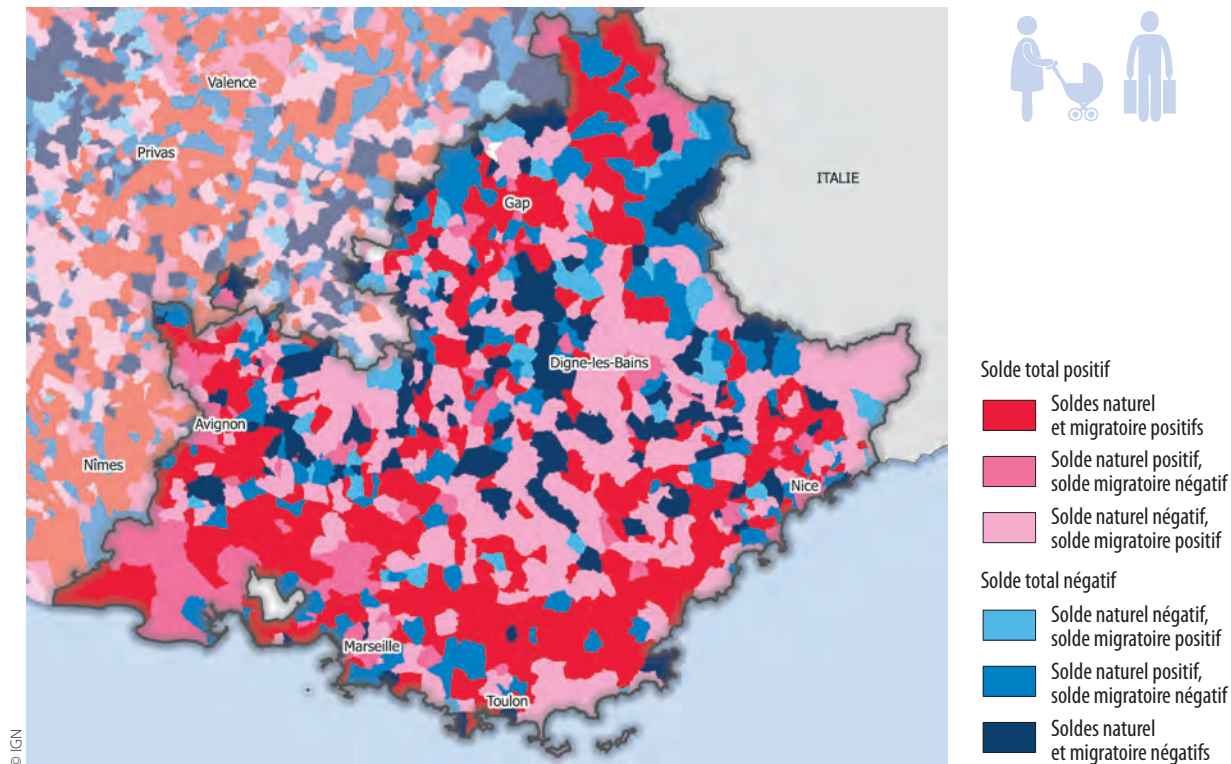 Valence
Privas
ITALIE
Gap
Digne-les-Bains
Avignon
Nîmes
Nice
Marseille
Toulon
© IGN
Solde total positif
Soldes naturel
et migratoire positifs
Solde naturel positif,
solde migratoire négatif
Solde naturel négatif,
solde migratoire positif
Solde total négatif
Solde naturel négatif,
solde migratoire positif
Solde naturel positif,
solde migratoire négatif
Soldes naturel
et migratoire négatifs